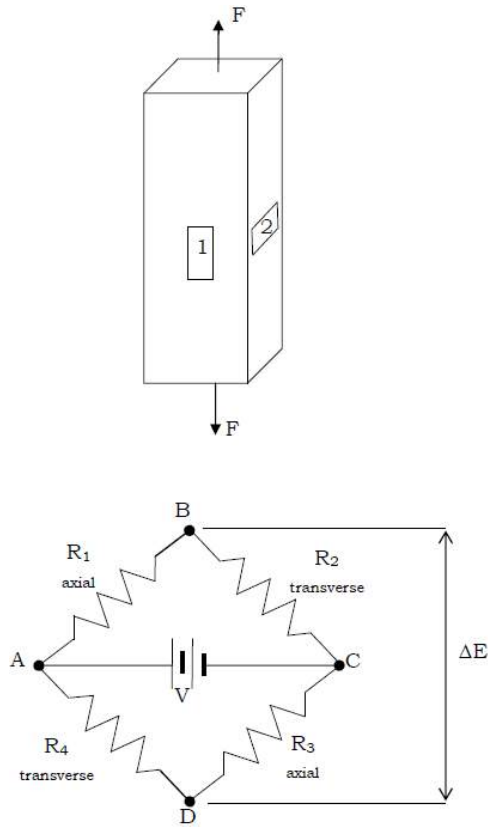 F
1
2
F
B
R₁
axial
R₂
transverse
A
C
ΔE
V
R₄
transverse
R₃
axial
D